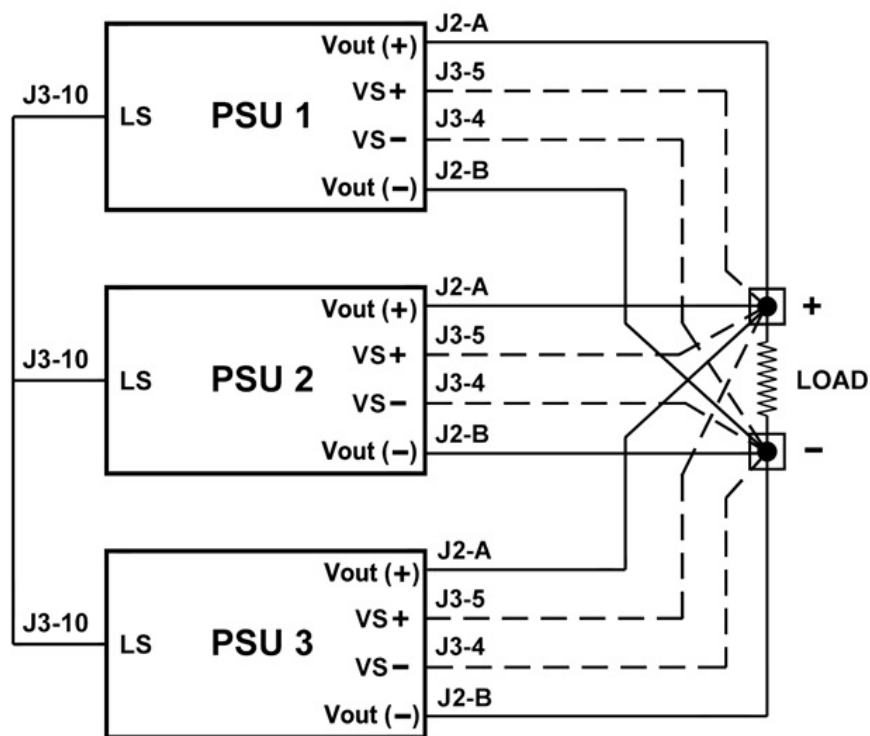 J2-A
Vout (+)
J3-5
J3-10
VS+
LS
PSU 1
J3-4
VS−
J2-B
Vout (−)
J2-A
Vout (+)
+
J3-5
J3-10
VS+
LS
PSU 2
LOAD
J3-4
VS−
J2-B
Vout (−)
−
J2-A
Vout (+)
J3-5
J3-10
VS+
LS
PSU 3
J3-4
VS−
J2-B
Vout (−)